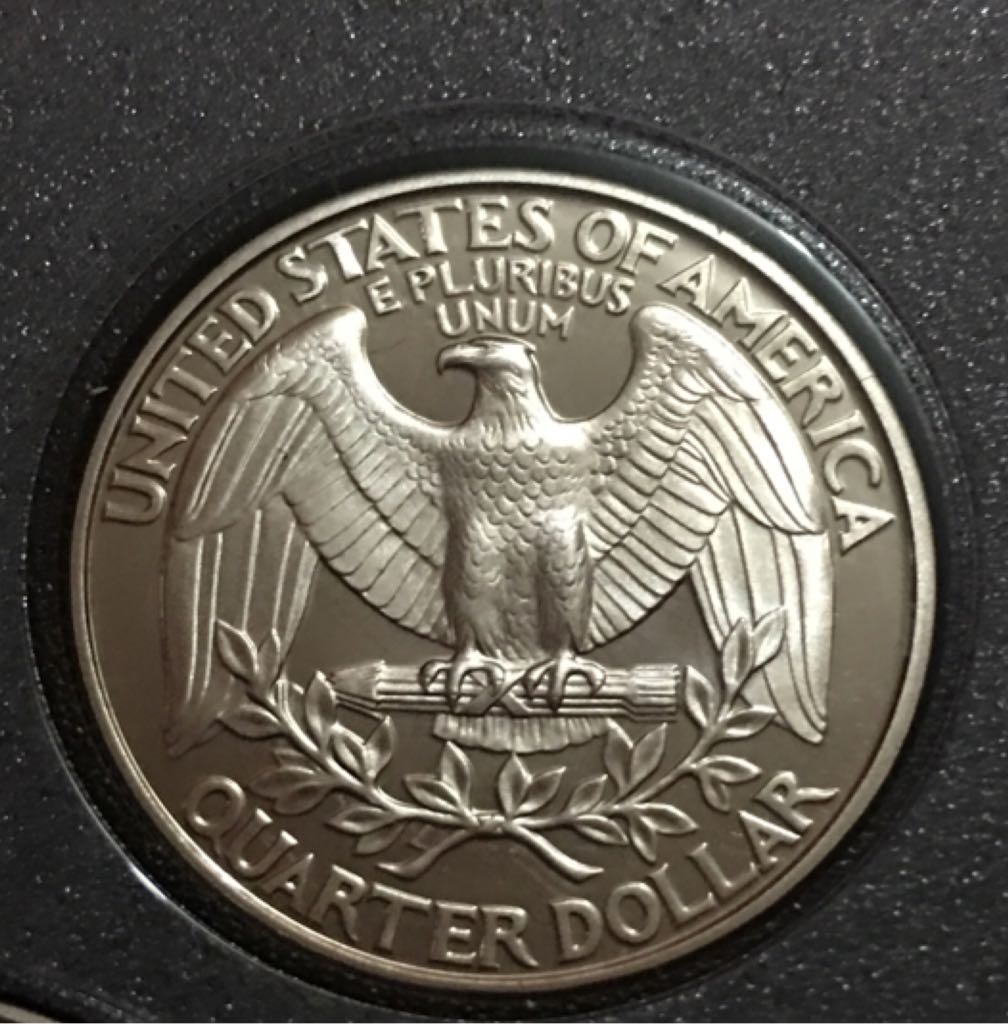 UNITED STATES OF AMERICA
E PLURIBUS
UNUM
QUARTER DOLLAR